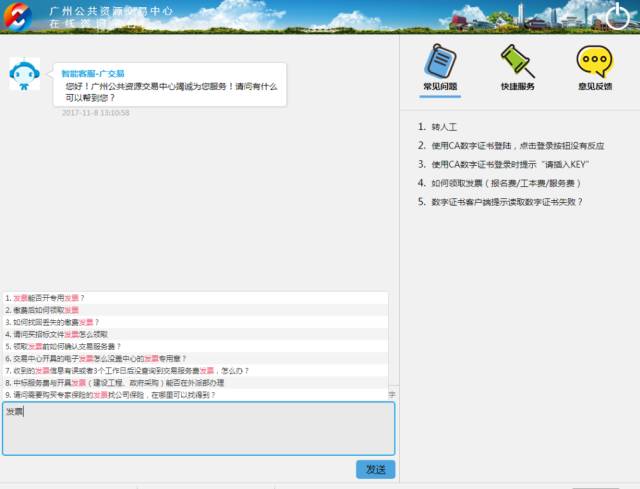 广州公共资源交易中心
在线咨询
智能客服-广交易
您好！广州公共资源交易中心竭诚为您服务！请问有什么
可以帮到您？
2017-11-8 13:10:58
常见问题
快捷服务
意见反馈
1. 转人工
2. 使用CA数字证书登陆，点击登录按钮没有反应
3. 使用CA数字证书登录时提示“请插入KEY”
4. 如何领取发票（报名费/工本费/服务费）
5. 数字证书客户端提示读取数字证书失败？
1. 发票能否开专用发票？
2. 缴费后如何领取发票
3. 如何找回丢失的缴费发票？
4. 请问买招标文件发票怎么领取
5. 领取发票前如何确认交易服务费？
6. 交易中心开具的电子发票怎么没盖中心的发票专用章？
7. 收到的发票信息有误或者3个工作日后没查询到交易服务费发票，怎么办？
8. 中标服务费与开具发票（建设工程、政府采购）能否在外派部办理
9. 请问需要购买专家保险的发票找公司保险，在哪里可以找得到？
字
发票
发送